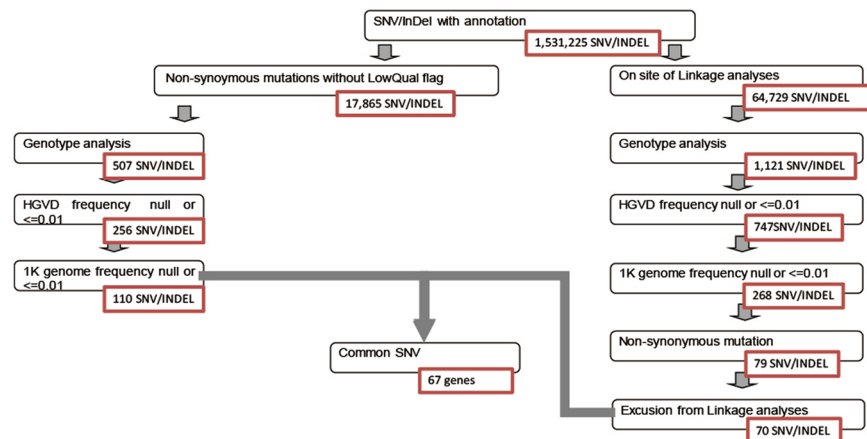 SNV/InDel with annotation
1,531,225 SNV/INDEL
Non-synoymous mutations without LowQual flag
17,865 SNV/INDEL
On site of Linkage analyses
64,729 SNV/INDEL
Genotype analysis
507 SNV/INDEL
Genotype analysis
1,121 SNV/INDEL
HGVD frequency null or
<=0.01
256 SNV/INDEL
HGVD frequency null or <=0.01
747SNV/INDEL
1K genome frequency null or
<=0.01
110 SNV/INDEL
1K genome frequency null or <=0.01
268 SNV/INDEL
Common SNV
67 genes
Non-synonymous mutation
79 SNV/INDEL
Excusion from Linkage analyses
70 SNV/INDEL